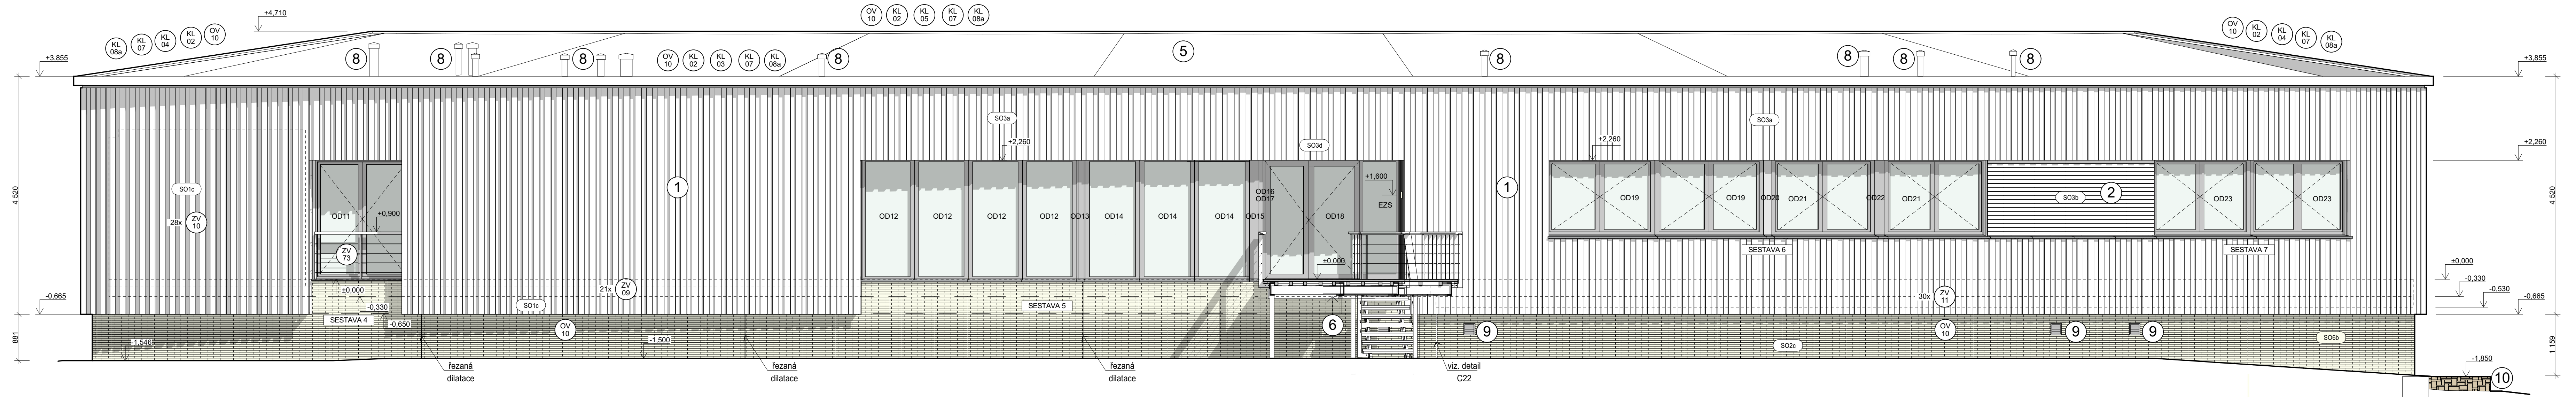 +4,710
OV
10
KL
02
KL
05
KL
07
KL
08a
KL
08a
KL
07
KL
04
KL
02
OV
10
OV
10
KL
02
KL
04
KL
07
KL
08a
+3,855
8
8
8
OV
10
KL
02
KL
03
KL
07
KL
08a
8
5
8
8
8
8
+3,855
4.520
SO3a
SO3a
+2,260
SO3d
+2,260
+2,260
SO1c
28x
ZV
10
1
1
+1,600
EZS
OD11
+0,900
OD12
OD12
OD12
OD12
OD13
OD14
OD14
OD14
OD15
OD16
OD17
OD18
OD19
OD19
OD20
OD21
OD22
OD21
SO3b
2
OD23
OD23
4.520
ZV
73
SESTAVA 6
SESTAVA 7
±0,000
±0,000
±0,000
-0,330
-0,330
-0,530
-0,665
-0,665
21x
ZV
09
SO1c
SESTAVA 5
30x
ZV
11
SESTAVA 4
-0,650
OV
10
6
9
OV
10
9
9
881
-1,546
-1,500
SO2c
SO6b
1.159
řezaná
dilatace
řezaná
dilatace
řezaná
dilatace
viz. detail
C22
-1,850
10